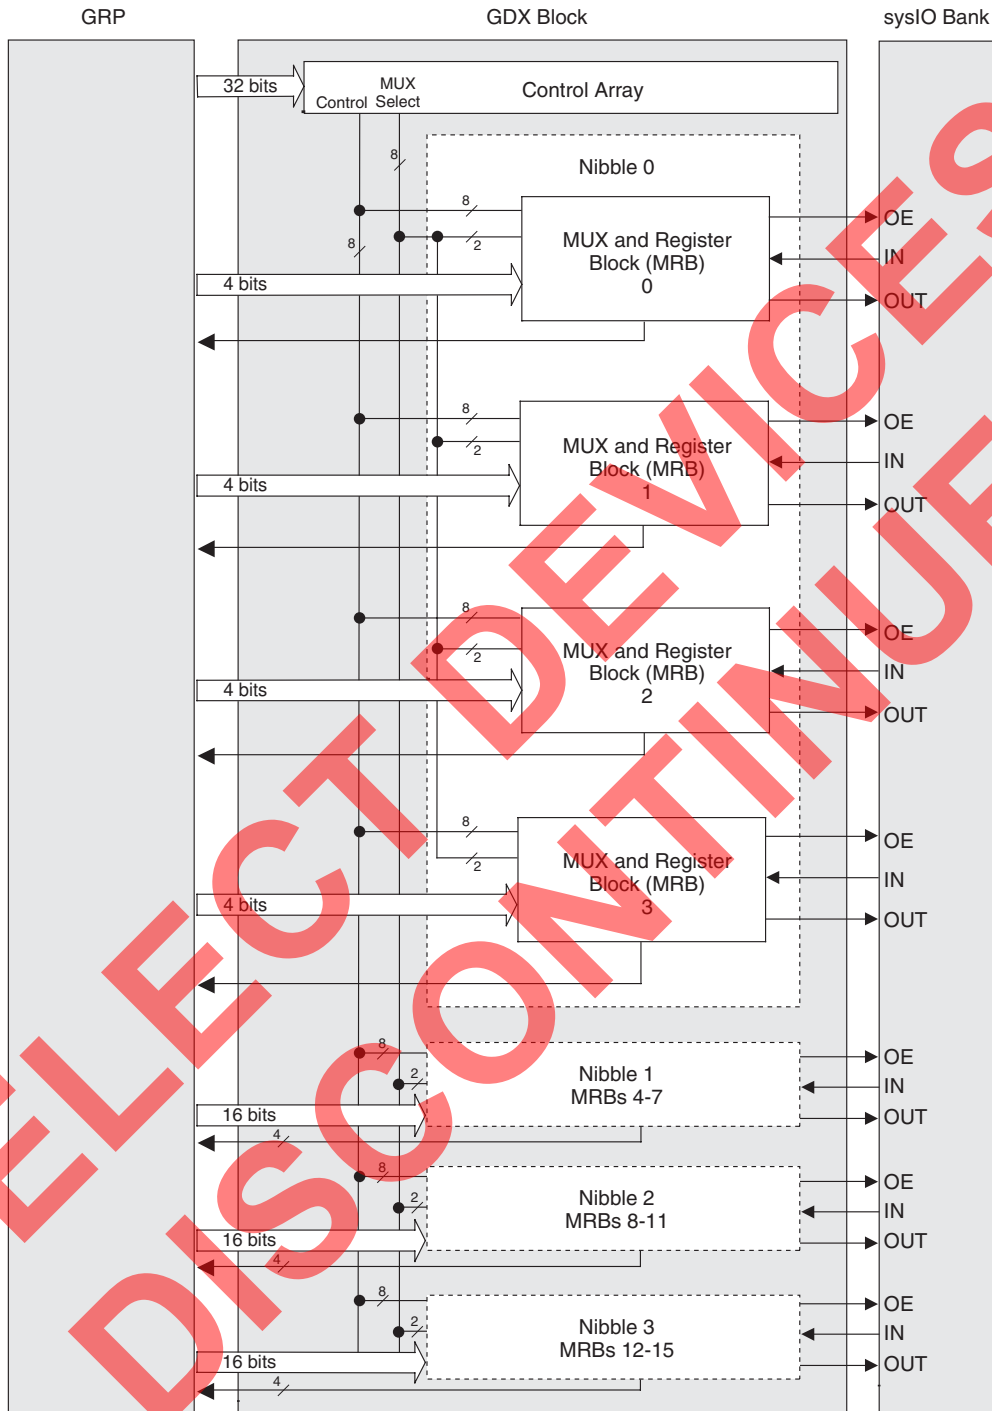 GRP
GDX Block
sysIO Bank
32 bits
MUX
Control Select
Control Array
8
Nibble 0
8
8
2
MUX and Register
Block (MRB)
0
4 bits
OE
IN
OUT
8
2
MUX and Register
Block (MRB)
1
4 bits
OE
IN
OUT
8
2
MUX and Register
Block (MRB)
2
4 bits
OE
IN
OUT
8
2
MUX and Register
Block (MRB)
3
4 bits
OE
IN
OUT
8
2
Nibble 1
MRBs 4-7
16 bits
4
OE
IN
OUT
8
2
Nibble 2
MRBs 8-11
16 bits
4
OE
IN
OUT
8
2
Nibble 3
MRBs 12-15
16 bits
4
OE
IN
OUT
ELECT DEVICES
DISCONTINUE